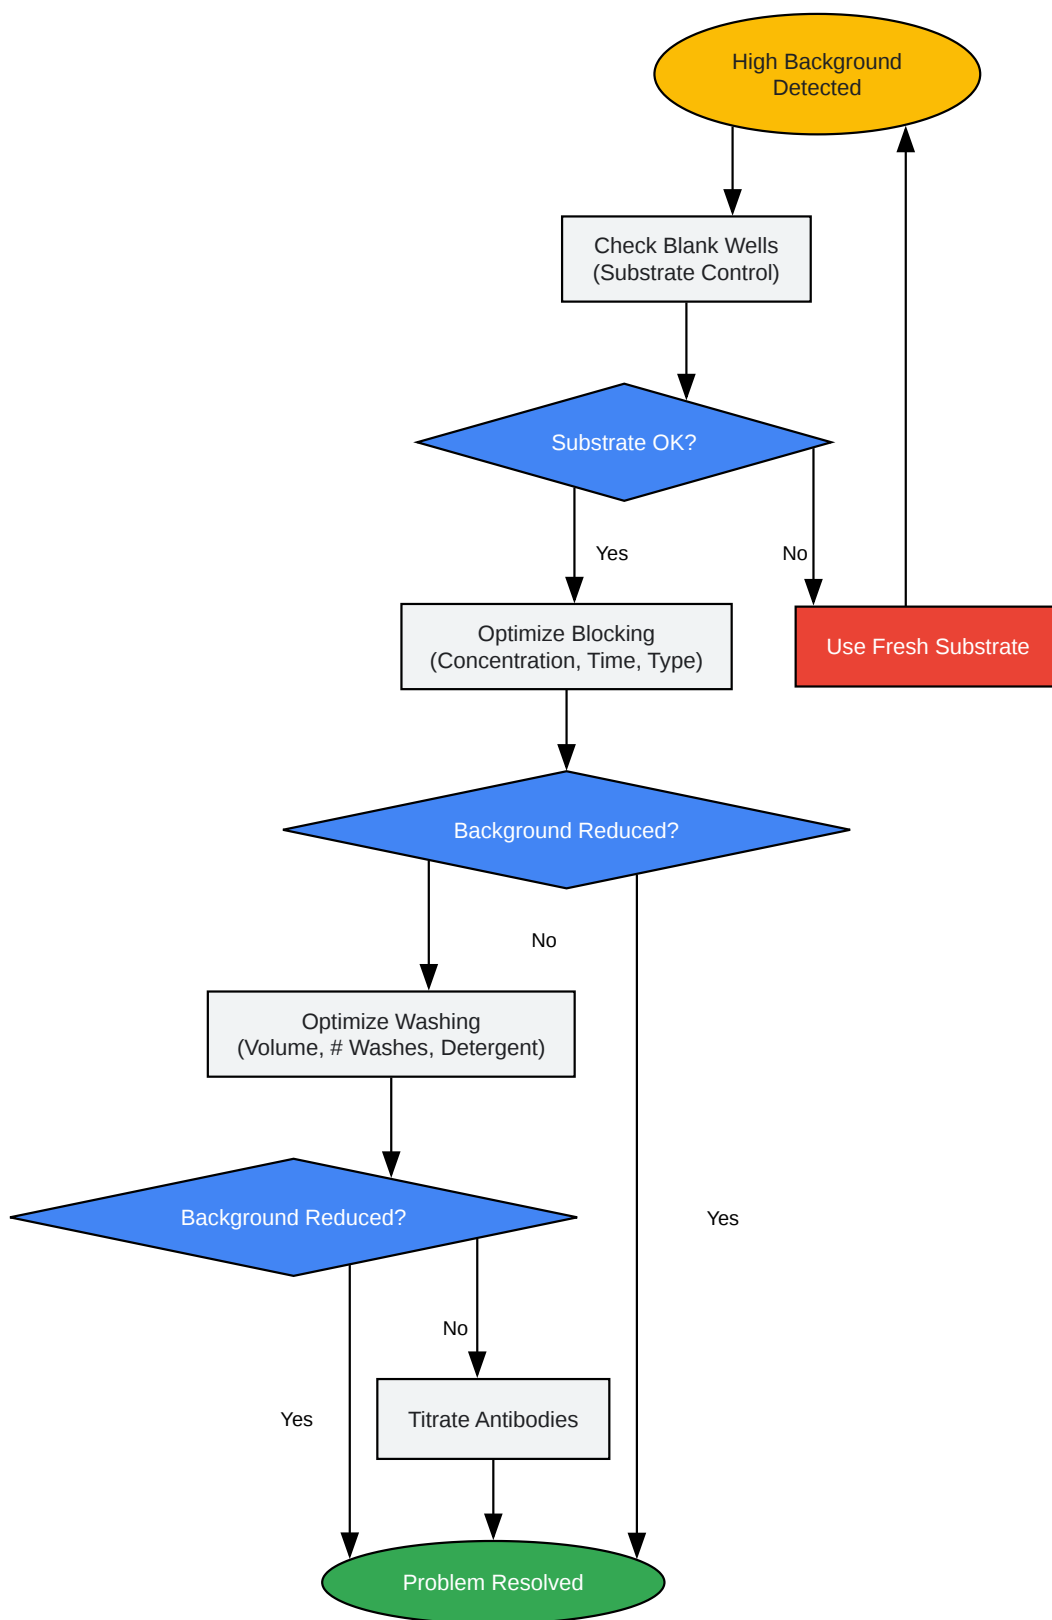 High Background
Detected
Check Blank Wells
(Substrate Control)
Substrate OK?
Yes
No
Optimize Blocking
(Concentration, Time, Type)
Use Fresh Substrate
Background Reduced?
No
Optimize Washing
(Volume, # Washes, Detergent)
Background Reduced?
Yes
No
Yes
Titrate Antibodies
Problem Resolved